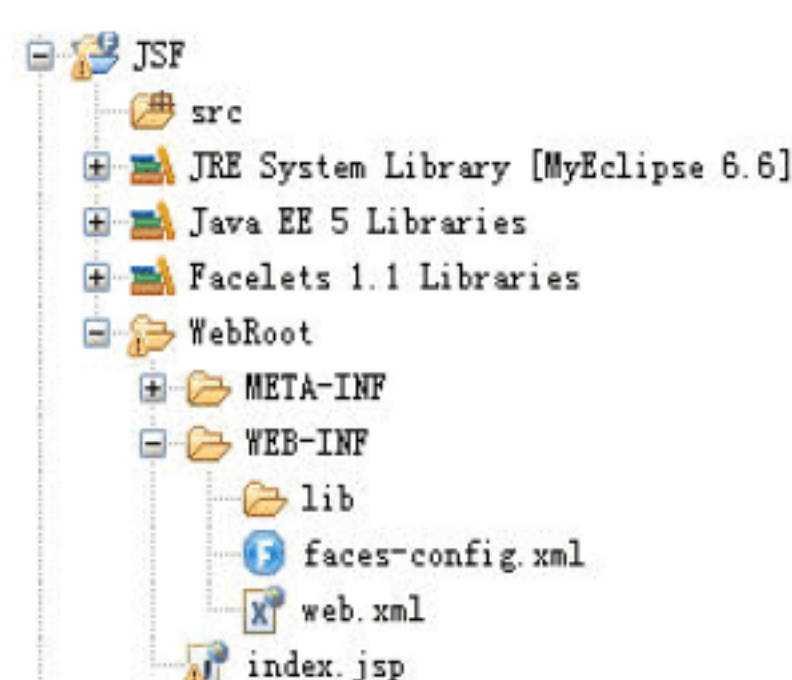 JSF
src
JRE System Library [MyEclipse 6.6]
Java EE 5 Libraries
Facelets 1.1 Libraries
WebRoot
META-INF
WEB-INF
lib
faces-config.xml
web.xml
index.jsp